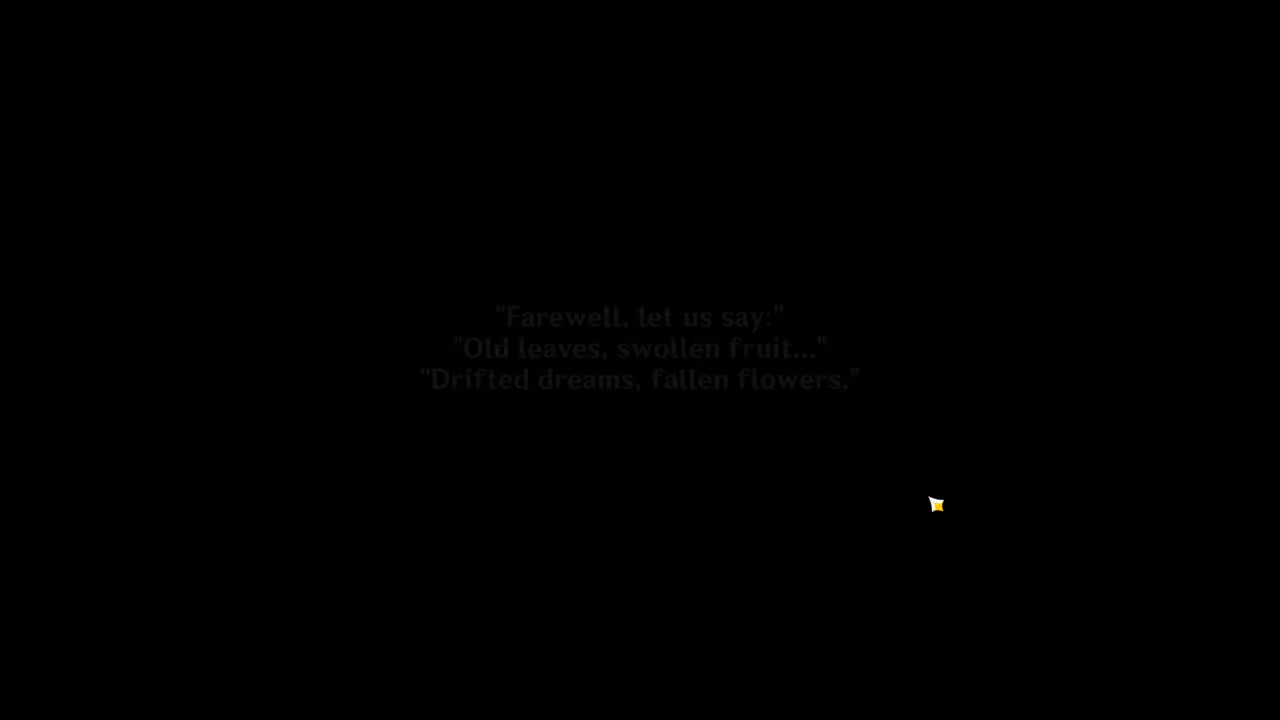 "Farewell, let us say:"
"Old leaves, swollen fruit..."
"Drifted dreams, fallen flowers."